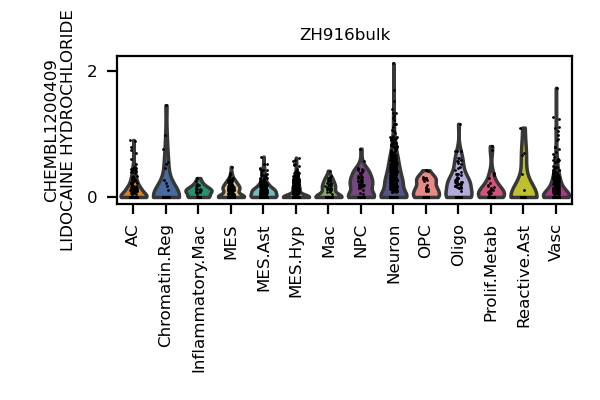 ZH916bulk
CHEMBL1200409
LIDOCAINE HYDROCHLORIDE
2
0
AC
Chromatin.Reg
Inflammatory.Mac
MES
MES.Ast
MES.Hyp
Mac
NPC
Neuron
OPC
Oligo
Prolif.Metab
Reactive.Ast
Vasc